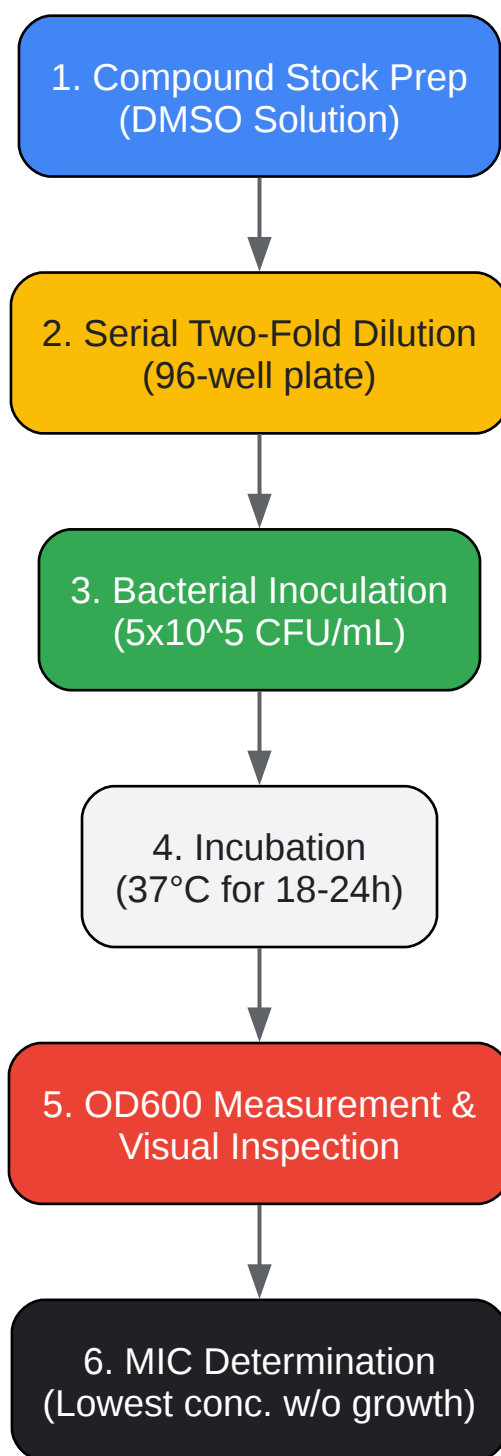 1. Compound Stock Prep
(DMSO Solution)
2. Serial Two-Fold Dilution
(96-well plate)
3. Bacterial Inoculation
(5x10^5 CFU/mL)
4. Incubation
(37°C for 18-24h)
5. OD600 Measurement &
Visual Inspection
6. MIC Determination
(Lowest conc. w/o growth)